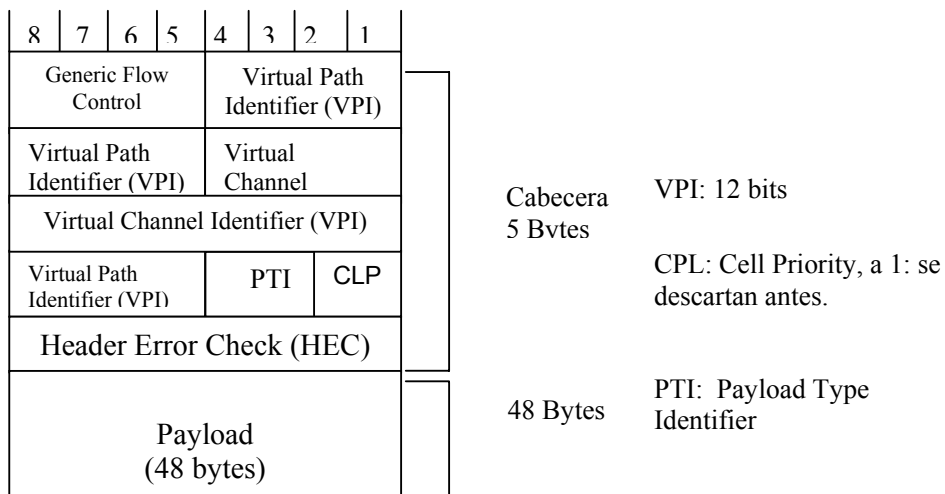 8 7 6 5 4 3 2 1
Generic Flow
Control
Virtual Path
Identifier (VPI)
Virtual Path
Identifier (VPI)
Virtual
Channel
Virtual Channel Identifier (VPI)
Virtual Path
Identifier (VPI)
PTI
CLP
Header Error Check (HEC)
Payload
(48 bytes)
Cabecera
5 Bytes
48 Bytes
VPI: 12 bits
CPL: Cell Priority, a 1: se
descartan antes.
PTI: Payload Type
Identifier